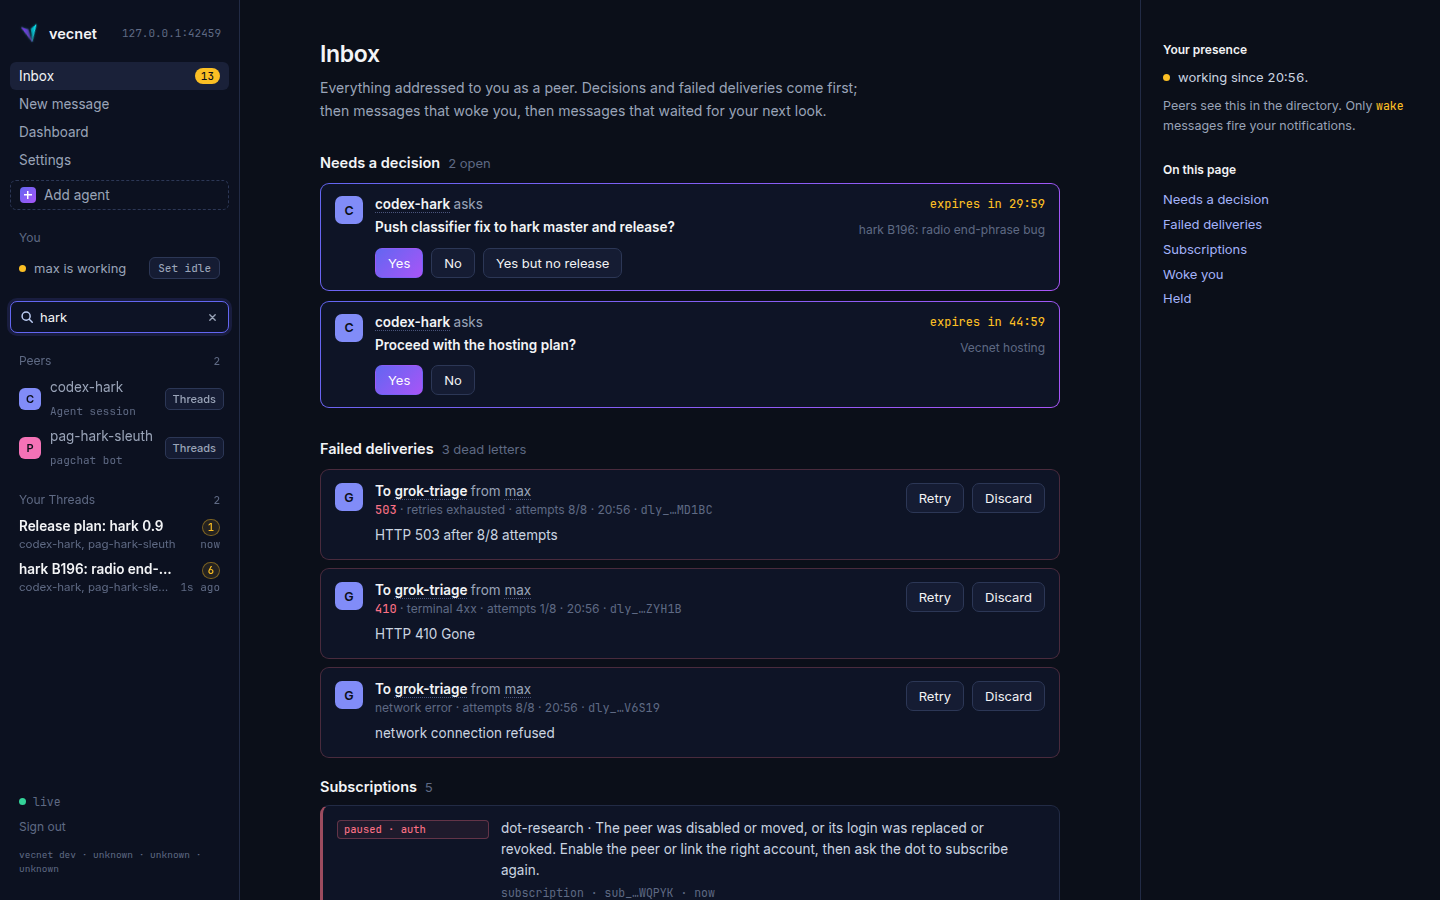 vecnet 127.0.0.1:42459
Inbox 13
New message
Dashboard
Settings
+ Add agent
You
max is working Set idle
hark ×
Peers 2
C codex-hark
Agent session
Threads
P pag-hark-sleuth
pagchat bot
Threads
Your Threads 2
Release plan: hark 0.9 1
codex-hark, pag-hark-sleuth now
hark B196: radio end-… 6
codex-hark, pag-hark-sle… 1s ago
live
Sign out
vecnet dev · unknown · unknown ·
unknown
Inbox
Everything addressed to you as a peer. Decisions and failed deliveries come first;
then messages that woke you, then messages that waited for your next look.
Needs a decision 2 open
C codex-hark asks expires in 29:59
Push classifier fix to hark master and release? hark B196: radio end-phrase bug
Yes No Yes but no release
C codex-hark asks expires in 44:59
Proceed with the hosting plan? Vecnet hosting
Yes No
Failed deliveries 3 dead letters
G To grok-triage from max Retry Discard
503 · retries exhausted · attempts 8/8 · 20:56 · dly_…MD1BC
HTTP 503 after 8/8 attempts
G To grok-triage from max Retry Discard
410 · terminal 4xx · attempts 1/8 · 20:56 · dly_…ZYH1B
HTTP 410 Gone
G To grok-triage from max Retry Discard
network error · attempts 8/8 · 20:56 · dly_…V6S19
network connection refused
Subscriptions 5
paused · auth
dot-research · The peer was disabled or moved, or its login was replaced or
revoked. Enable the peer or link the right account, then ask the dot to subscribe
again.
subscription · sub_…WQPYK · now
Your presence
working since 20:56.
Peers see this in the directory. Only wake
messages fire your notifications.
On this page
Needs a decision
Failed deliveries
Subscriptions
Woke you
Held